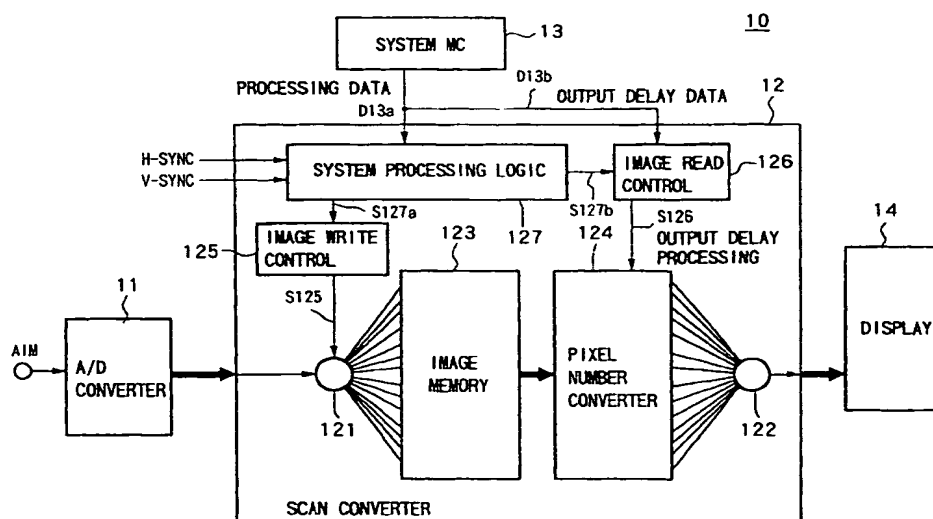 10
SYSTEM MC
13
PROCESSING DATA
D13b
OUTPUT DELAY DATA
D13a
12
H-SYNC
V-SYNC
SYSTEM PROCESSING LOGIC
IMAGE READ
CONTROL
126
S127a
S127b
S126
127
IMAGE WRITE
CONTROL
125
123
124
OUTPUT DELAY
PROCESSING
14
11
S125
AIM
A/D
CONVERTER
121
IMAGE
MEMORY
PIXEL
NUMBER
CONVERTER
122
DISPLAY
SCAN CONVERTER